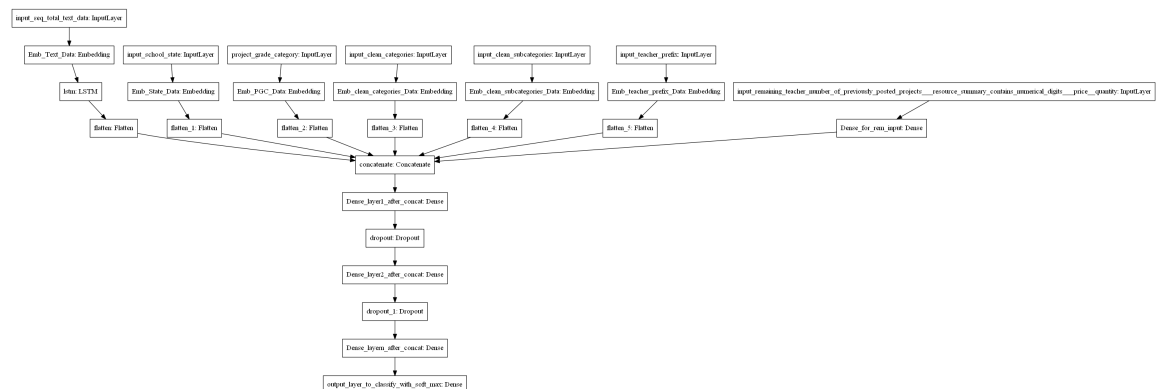 input_seq_total_text_data: InputLayer
Emb_Text_Data: Embedding
input_school_state: InputLayer
project_grade_category: InputLayer
input_clean_categories: InputLayer
input_clean_subcategories: InputLayer
input_teacher_prefix: InputLayer
lstm: LSTM
Emb_State_Data: Embedding
Emb_PGC_Data: Embedding
Emb_clean_categories_Data: Embedding
Emb_clean_subcategories_Data: Embedding
Emb_teacher_prefix_Data: Embedding
input_remaining_teacher_number_of_previously_posted_projects___resource_summary_contains_numerical_digits___price__quantity: InputLayer
flatten: Flatten
flatten_1: Flatten
flatten_2: Flatten
flatten_3: Flatten
flatten_4: Flatten
flatten_5: Flatten
Dense_for_rem_input: Dense
concatenate: Concatenate
Dense_layer1_after_concat: Dense
dropout: Dropout
Dense_layer2_after_concat: Dense
dropout_1: Dropout
Dense_layern_after_concat: Dense
output_layer_to_classify_with_soft_max: Dense